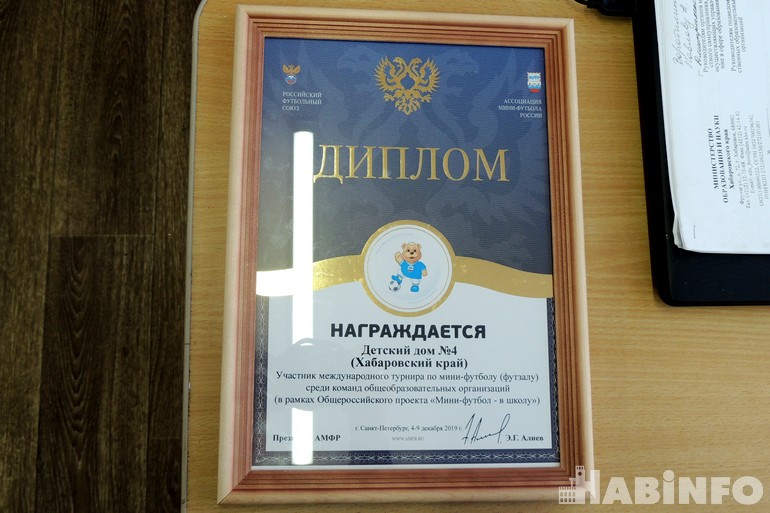 РОССИЙСКИЙ
ФУТБОЛЬНЫЙ
СОЮЗ
АССОЦИАЦИЯ
МИНИ-ФУТБОЛА
РОССИИ
ДИПЛОМ
НАГРАЖДАЕТСЯ
Детский дом №4
(Хабаровский край)
Участник международного турнира по мини-футболу (футзалу)
среди команд общеобразовательных организаций
(в рамках Общероссийского проекта «Мини-футбол - в школу»)
г. Санкт-Петербург, 4-9 декабря 2019 г.
АМФР
Э.Г. Алиев
МИНИСТЕРСТВО
ОБРАЗОВАНИЯ И НАУКИ
Хабаровского края
HABINFO